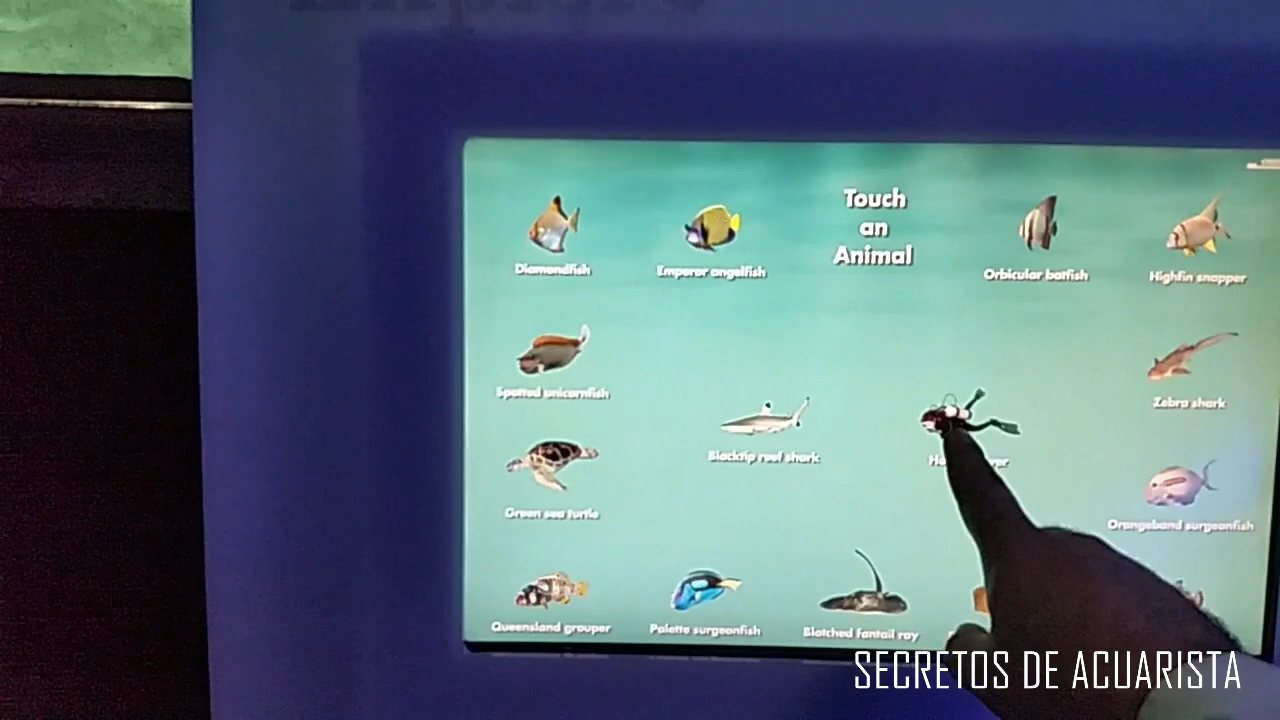 Explore
Touch
an
Animal
Diamondfish
Emperor angelfish
Orbicular batfish
Highfin snapper
Spotted unicornfish
Zebra shark
Blacktip reef shark
Green sea turtle
Orangeband surgeonfish
Queensland grouper
Palette surgeonfish
Blotched fantail ray
SECRETOS DE ACUARISTA